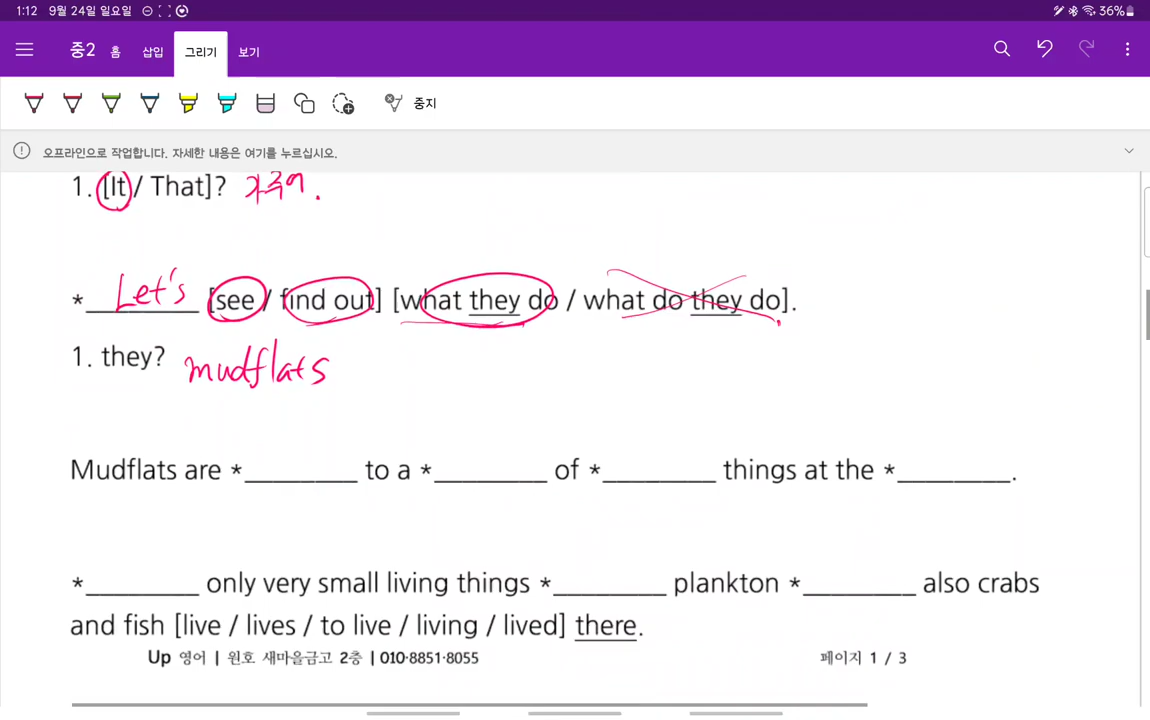 1:12 9월 24일 일요일 36%
중2 홈 삽입 그리기 보기
중지
오프라인으로 작업합니다. 자세한 내용은 여기를 누르십시오.
1. [It / That]? 가주어.
*________ Let's [see / find out] [what they do / what do they do].
1. they? mudflats
Mudflats are *________ to a *________ of *________ things at the *________.
*________ only very small living things *________ plankton *________ also crabs
and fish [live / lives / to live / living / lived] there.
Up 영어 | 원호 새마을금고 2층 | 010·8851·8055 페이지 1 / 3